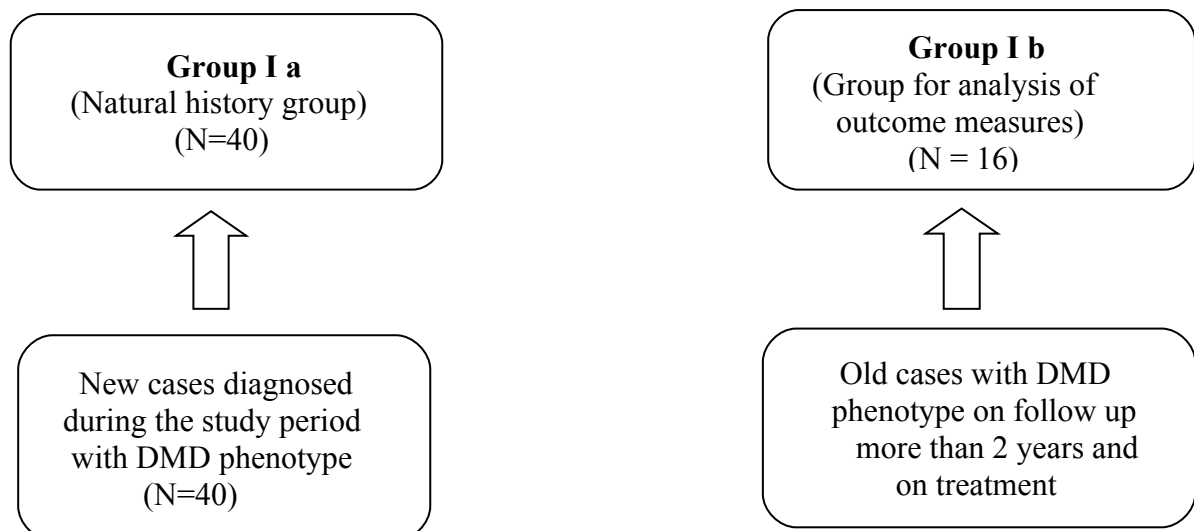 Group I a
(Natural history group)
(N=40)
Group I b
(Group for analysis of
outcome measures)
(N = 16)
New cases diagnosed
during the study period
with DMD phenotype
(N=40)
Old cases with DMD
phenotype on follow up
more than 2 years and
on treatment